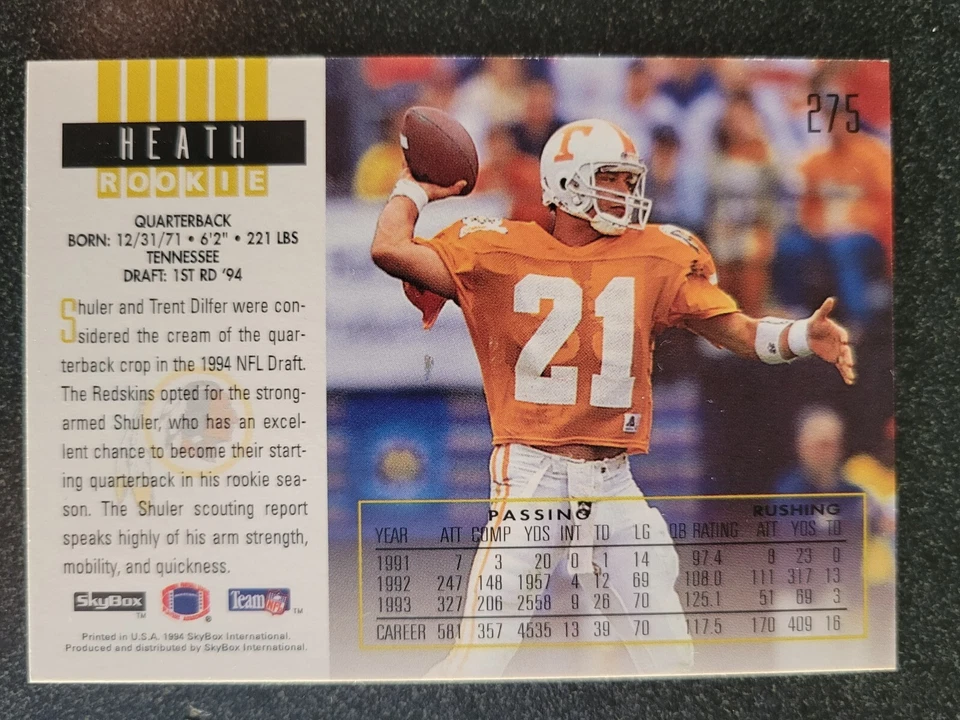 275
HEATH
ROOKIE
QUARTERBACK
BORN: 12/31/71 • 6'2" • 221 LBS
TENNESSEE
DRAFT: 1ST RD '94
Shuler and Trent Dilfer were con-
sidered the cream of the quar-
terback crop in the 1994 NFL Draft.
The Redskins opted for the strong-
armed Shuler, who has an excel-
lent chance to become their start-
ing quarterback in his rookie sea-
son. The Shuler scouting report
speaks highly of his arm strength,
mobility, and quickness.
SkyBox TM
® Team NFL TM
Printed in U.S.A. 1994 SkyBox International.
Produced and distributed by SkyBox International.
T
21
PASSING RUSHING
YEAR ATT COMP YDS INT TD LG QB RATING ATT YDS TD
1991 7 3 20 0 1 14 97.4 8 23 0
1992 247 148 1957 4 12 69 108.0 111 317 13
1993 327 206 2558 9 26 70 125.1 51 69 3
CAREER 581 357 4535 13 39 70 117.5 170 409 16